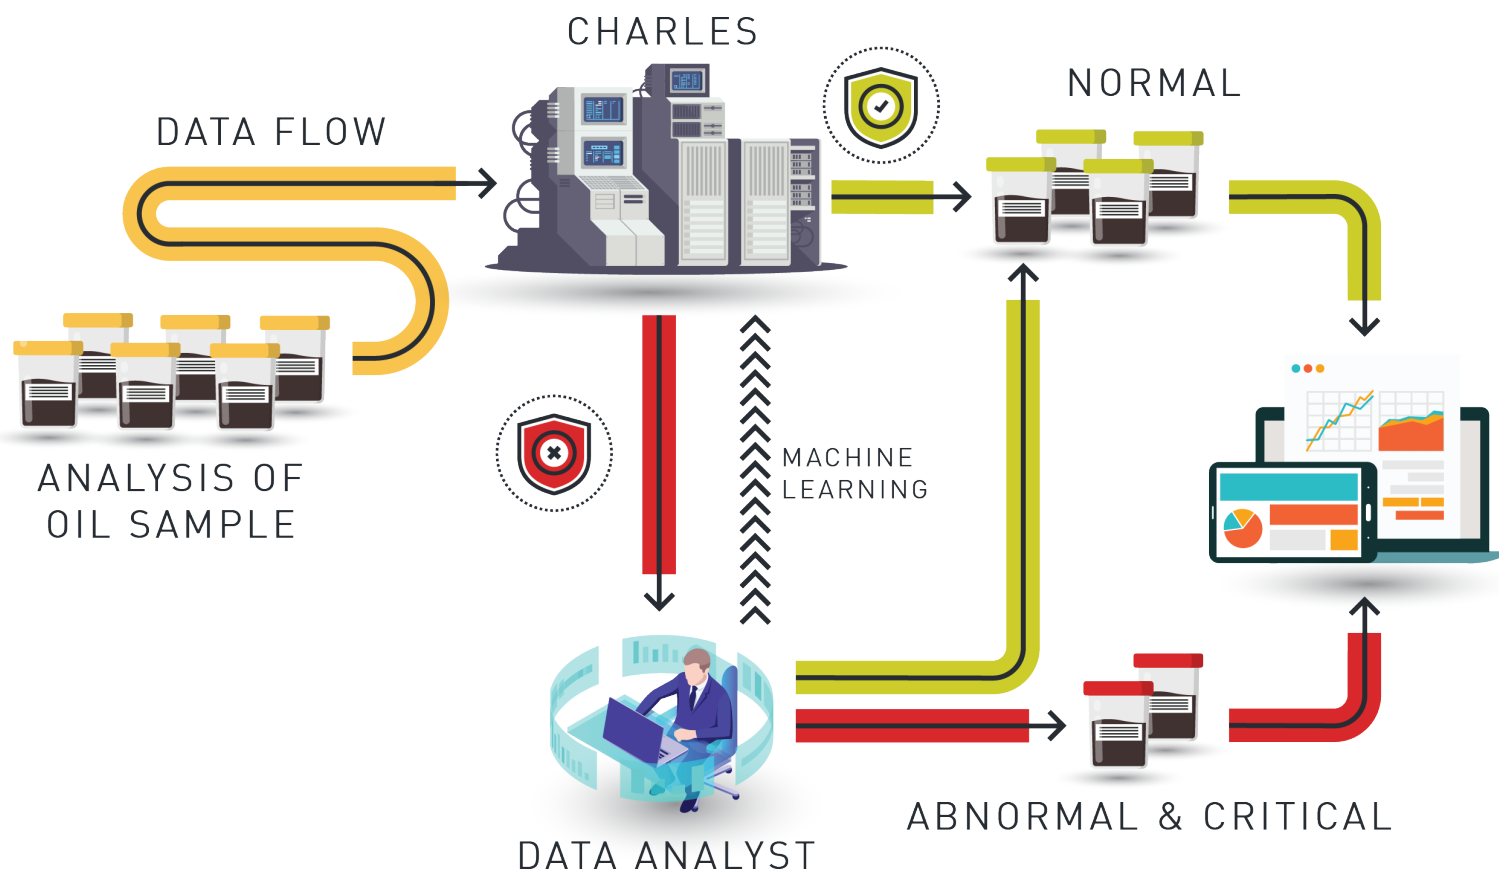 CHARLES
NORMAL
DATA FLOW
ANALYSIS OF
OIL SAMPLE
MACHINE
LEARNING
ABNORMAL & CRITICAL
DATA ANALYST